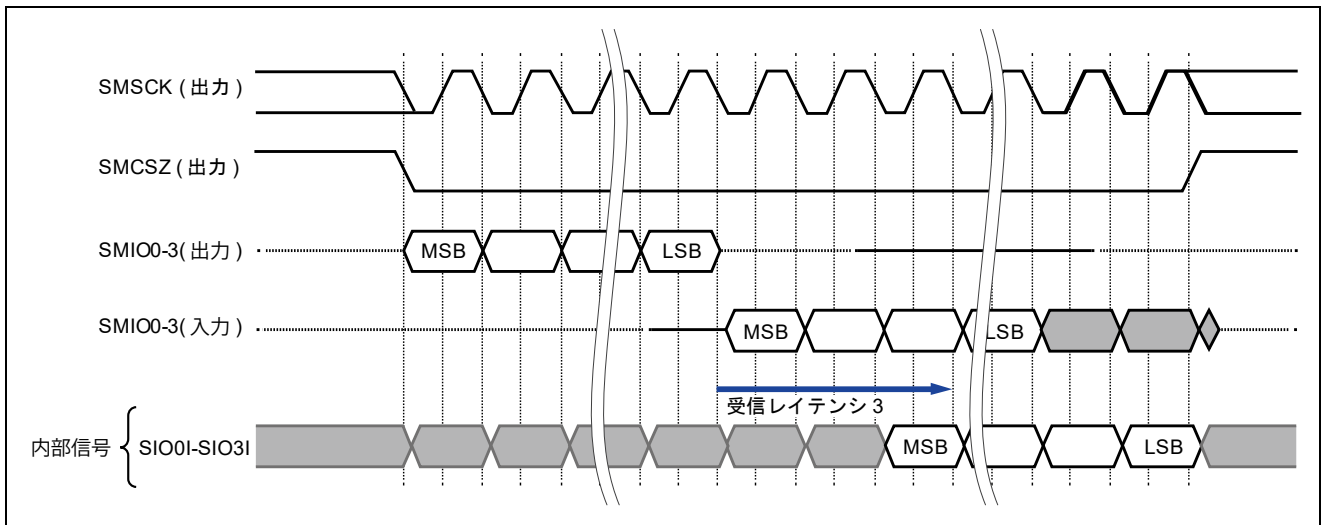 SMSCK ( 出力 )
SMCSZ ( 出力 )
SMIO0-3( 出力 )
MSB
LSB
SMIO0-3( 入力 )
MSB
LSB
受信レイテンシ 3
内部信号
SIO0I-SIO3I
MSB
LSB